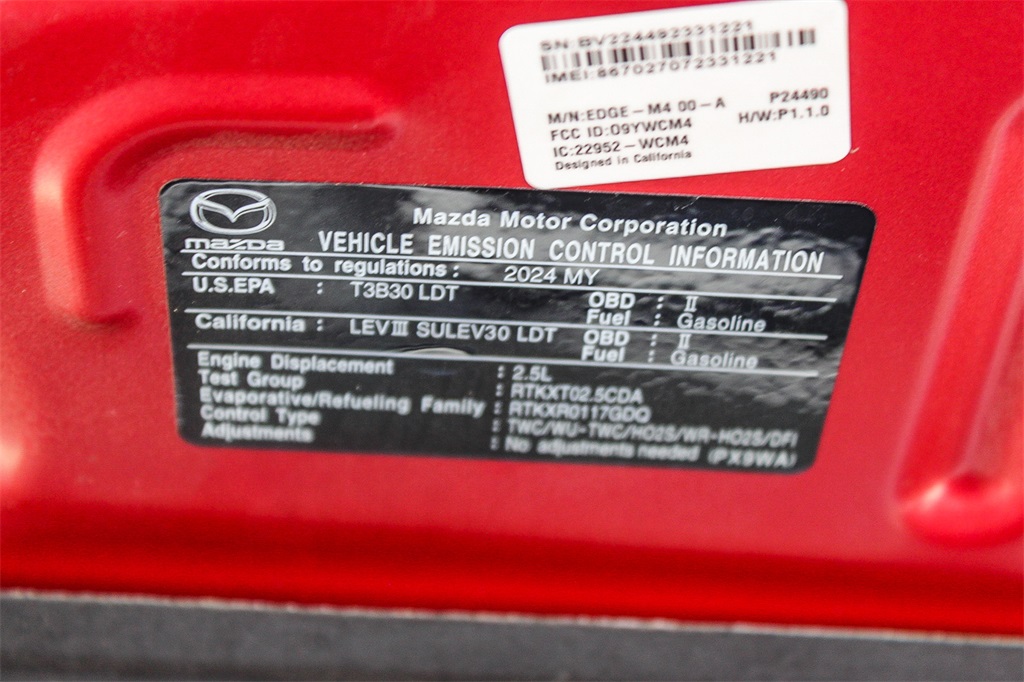 SN:BV224482331221
IMEI:867027072331221
M/N:EDGE-M4 00-A P24490
FCC ID:O9YWCM4 H/W:P1.1.0
IC:22952-WCM4
Designed in California
mazda
Mazda Motor Corporation
VEHICLE EMISSION CONTROL INFORMATION
Conforms to regulations: 2024 MY
U.S.EPA : T3B30 LDT OBD : II
Fuel : Gasoline
California : LEVIII SULEV30 LDT OBD : II
Fuel : Gasoline
Engine Displacement : 2.5L
Test Group : RTKXT02.5CDA
Evaporative/Refueling Family : RTKXR0117GDQ
Control Type : TWC/WU-TWC/HO2S/WR-HO2S/DFI
Adjustments : No adjustments needed (PX9WA)